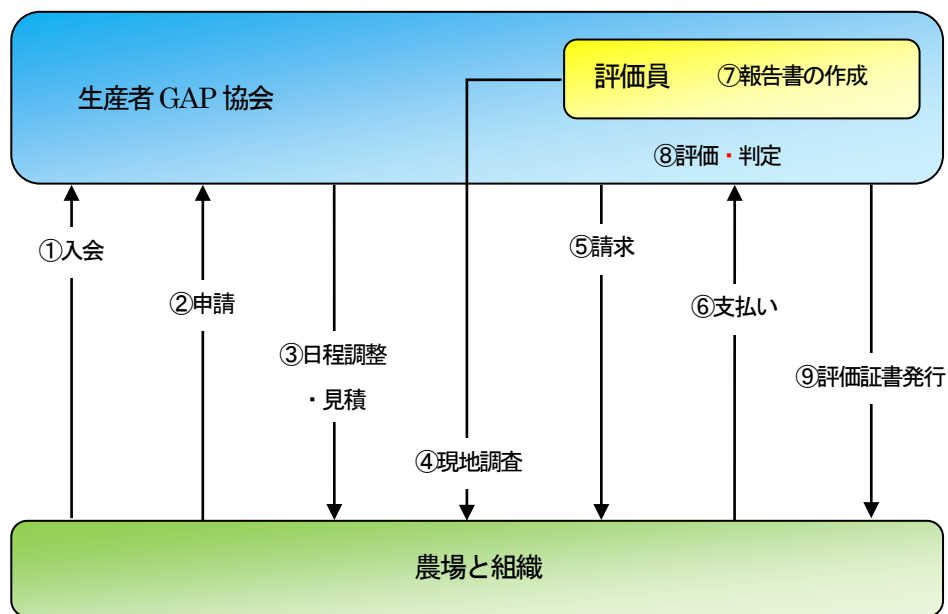 評価員 ⑦報告書の作成
生産者 GAP 協会
⑧評価・判定
①入会
②申請
③日程調整
・見積
④現地調査
⑤請求
⑥支払い
⑨評価証書発行
農場と組織